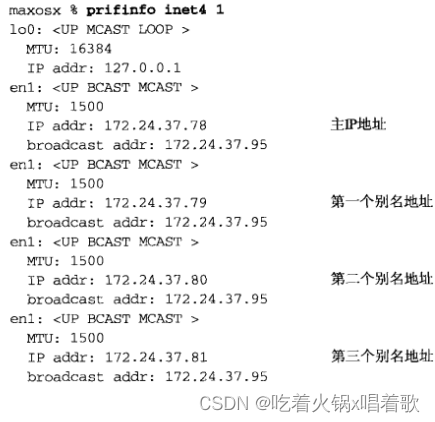 maxosx % prifinfo inet4 1
lo0: <UP MCAST LOOP >
MTU: 16384
IP addr: 127.0.0.1
en1: <UP BCAST MCAST >
MTU: 1500
IP addr: 172.24.37.78 主IP地址
broadcast addr: 172.24.37.95
en1: <UP BCAST MCAST >
MTU: 1500
IP addr: 172.24.37.79 第一个别名地址
broadcast addr: 172.24.37.95
en1: <UP BCAST MCAST >
MTU: 1500
IP addr: 172.24.37.80 第二个别名地址
broadcast addr: 172.24.37.95
en1: <UP BCAST MCAST >
MTU: 1500
IP addr: 172.24.37.81 第三个别名地址
broadcast addr: 172.24.37.95
CSDN @吃着火锅x唱着歌